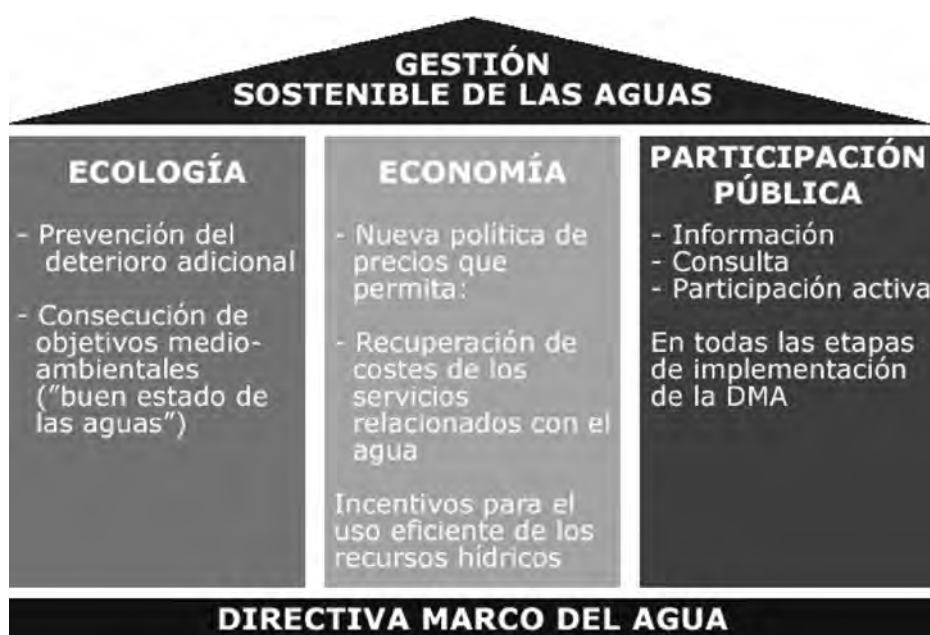 GESTIÓN
SOSTENIBLE DE LAS AGUAS
ECOLOGÍA
- Prevención del
deterioro adicional
- Consecución de
objetivos medio-
ambientales
("buen estado de
las aguas")
ECONOMÍA
- Nueva política de
precios que
permita:
- Recuperación de
costes de los
servicios
relacionados con el
agua
Incentivos para el
uso eficiente de los
recursos hídricos
PARTICIPACIÓN
PÚBLICA
- Información
- Consulta
- Participación activa
En todas las etapas
de implementación
de la DMA
DIRECTIVA MARCO DEL AGUA